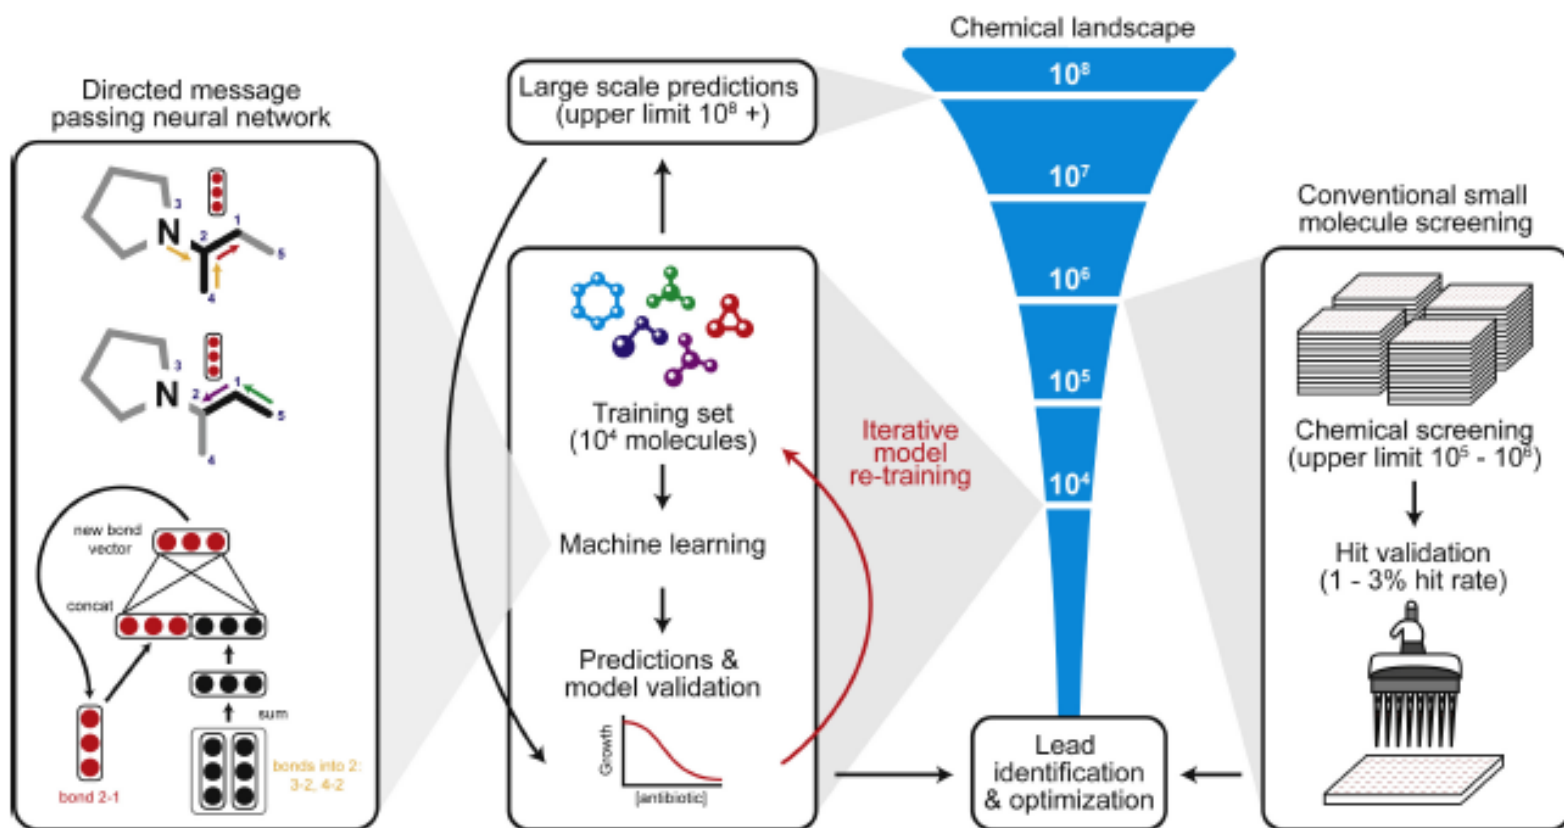 Directed message
passing neural network
3
N
2
1
5
4
3
N
2
1
5
4
new bond
vector
concat
sum
bond 2-1
bonds into 2:
3-2, 4-2
Large scale predictions
(upper limit 10⁸ +)
Training set
(10⁴ molecules)
Machine learning
Predictions &
model validation
Growth
[antibiotic]
Iterative
model
re-training
Chemical landscape
10⁸
10⁷
10⁶
10⁵
10⁴
Lead
identification
& optimization
Conventional small
molecule screening
Chemical screening
(upper limit 10⁵ - 10⁶)
Hit validation
(1 - 3% hit rate)